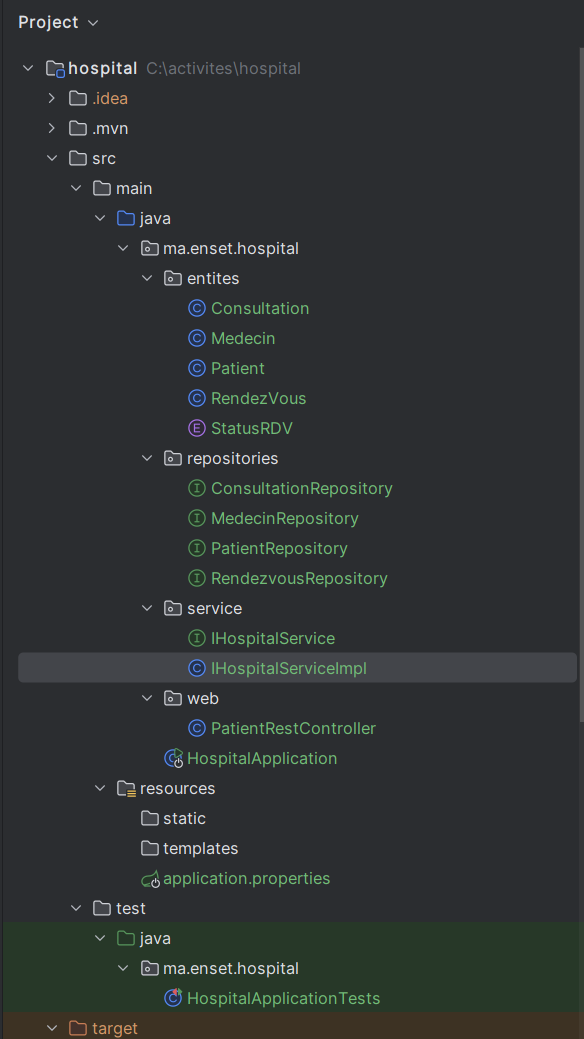 Project
hospital C:\activites\hospital
.idea
.mvn
src
main
java
ma.enset.hospital
entites
Consultation
Medecin
Patient
RendezVous
StatusRDV
repositories
ConsultationRepository
MedecinRepository
PatientRepository
RendezvousRepository
service
IHospitalService
IHospitalServiceImpl
web
PatientRestController
HospitalApplication
resources
static
templates
application.properties
test
java
ma.enset.hospital
HospitalApplicationTests
target